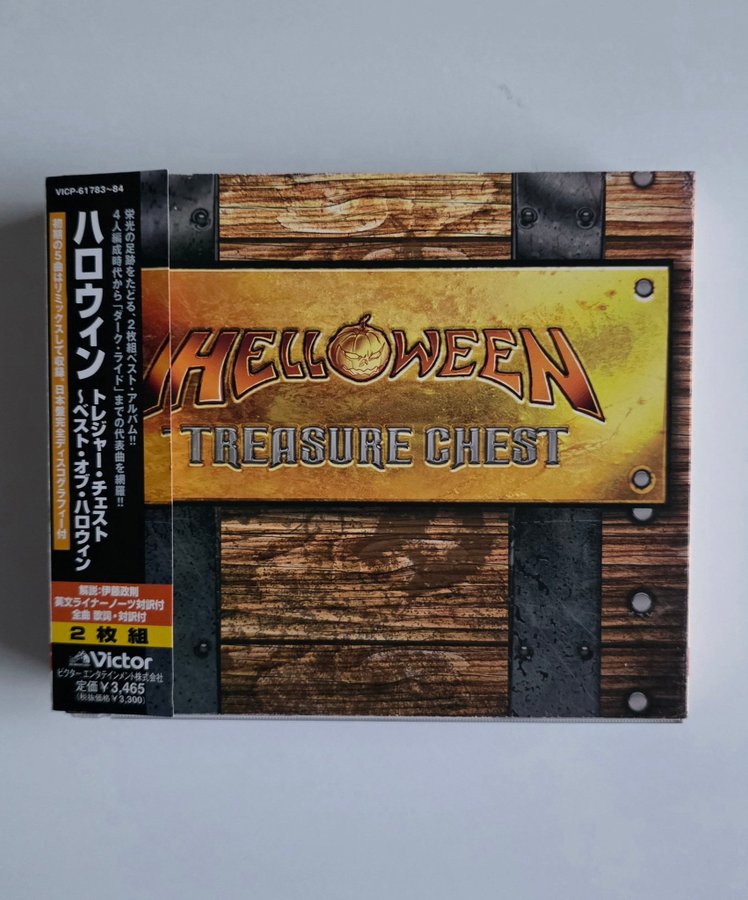 VICP-61783~84
栄光の足跡をたどる、2枚組ベスト・アルバム!!
4人編成時代から「ダーク・ライド」までの代表曲を網羅!!
ハロウィン
トレジャー・チェスト
~ベスト・オブ・ハロウィン
初期の5曲はリミックスして収録。日本盤完全ディスコグラフィー付
解説:伊藤政則
英文ライナーノーツ対訳付
全曲 歌詞・対訳付
2枚組
Victor
ビクター エンタテインメント株式会社
定価¥3,465
(税抜価格¥3,300)
HELLOWEEN
TREASURE CHEST